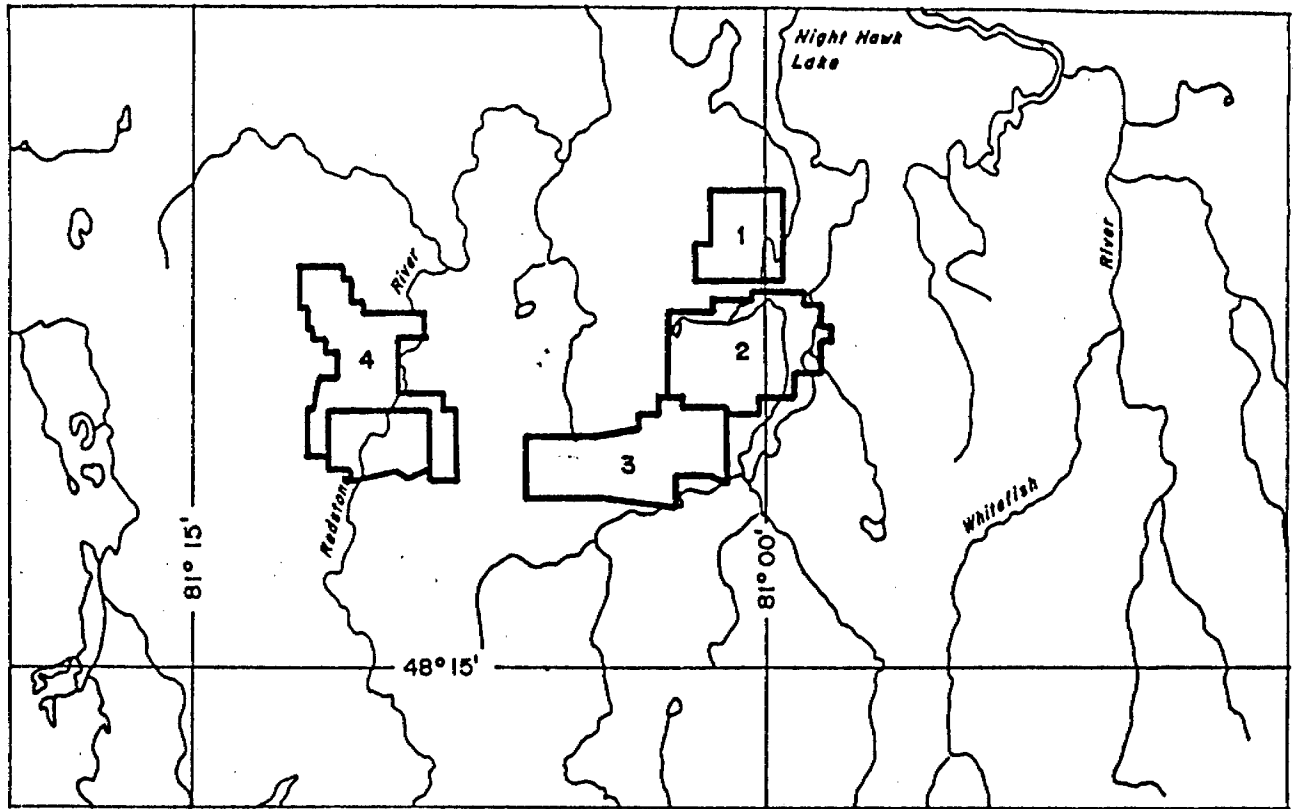 Night Hawk
Lake
1
River
River
2
4
3
Whitefish
Redstone
81° 15'
81° 00'
48° 15'